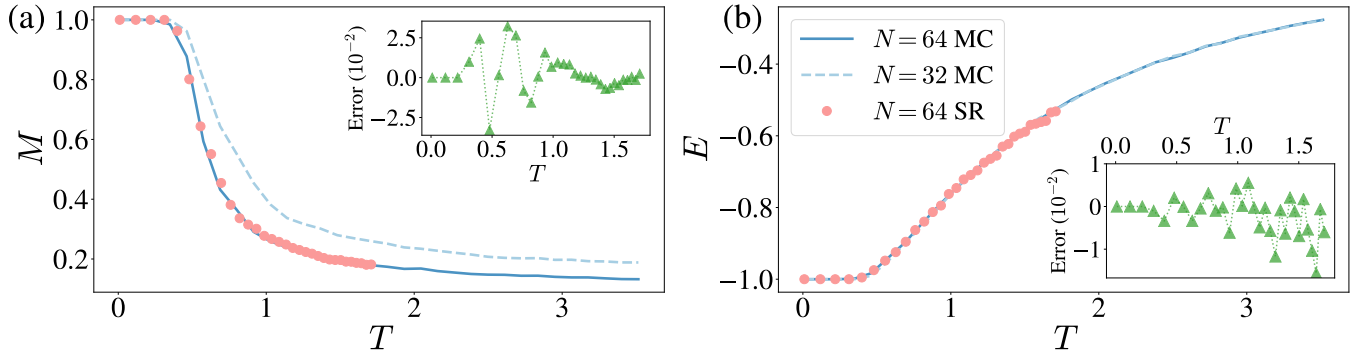 (a)
M
1.0
0.8
0.6
0.4
0.2
0
1
2
3
T
Error (10⁻²)
2.5
0.0
−2.5
0.0
0.5
1.0
1.5
T
(b)
E
−0.4
−0.6
−0.8
−1.0
0
1
2
3
T
N = 64 MC
N = 32 MC
N = 64 SR
T
0.0
0.5
1.0
1.5
Error (10⁻²)
1
0
−1